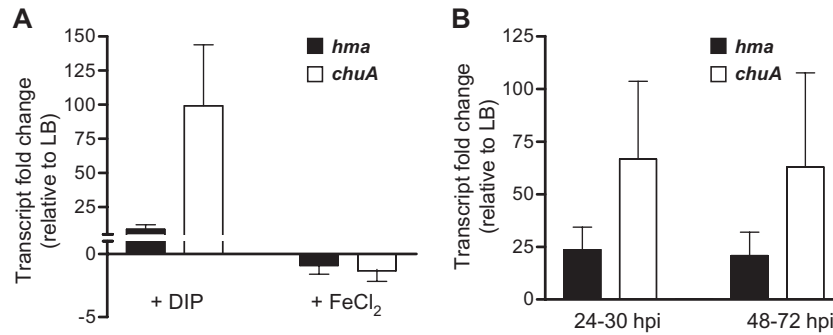 A
Transcript fold change
(relative to LB)
150
125
100
75
50
25
0
-5
hma
chuA
+ DIP
+ FeCl₂
B
Transcript fold change
(relative to LB)
125
100
75
50
25
0
hma
chuA
24-30 hpi
48-72 hpi